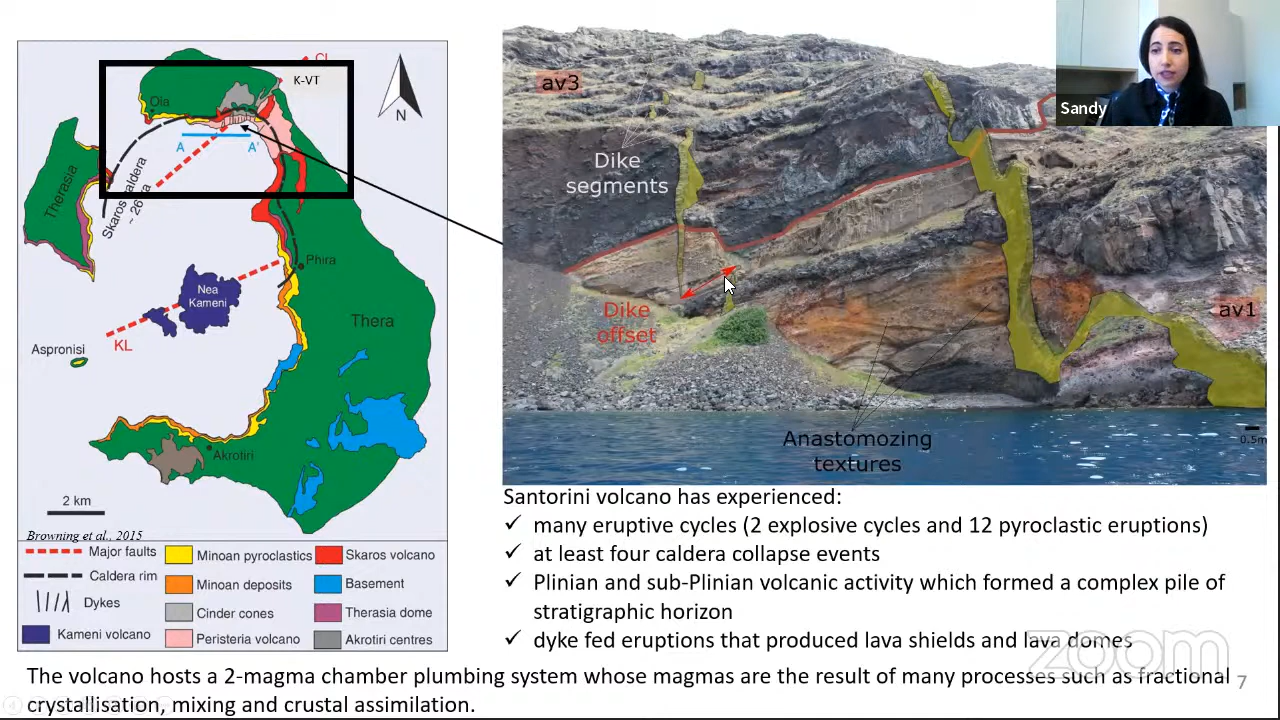 CL
K-VT
Oia
N
A
A'
Therasia
Skaros caldera
Phira
Nea
Kameni
Thera
KL
Aspronisi
Akrotiri
2 km
Browning et al., 2015
Major faults
Minoan pyroclastics
Skaros volcano
Caldera rim
Minoan deposits
Basement
Dykes
Cinder cones
Therasia dome
Kameni volcano
Peristeria volcano
Akrotiri centres
av3
Sandy
Dike
segments
Dike
offset
av1
Anastomozing
textures
0.5m
Santorini volcano has experienced:
✓ many eruptive cycles (2 explosive cycles and 12 pyroclastic eruptions)
✓ at least four caldera collapse events
✓ Plinian and sub-Plinian volcanic activity which formed a complex pile of
stratigraphic horizon
✓ dyke fed eruptions that produced lava shields and lava domes
zoom
The volcano hosts a 2-magma chamber plumbing system whose magmas are the result of many processes such as fractional
crystallisation, mixing and crustal assimilation.
7